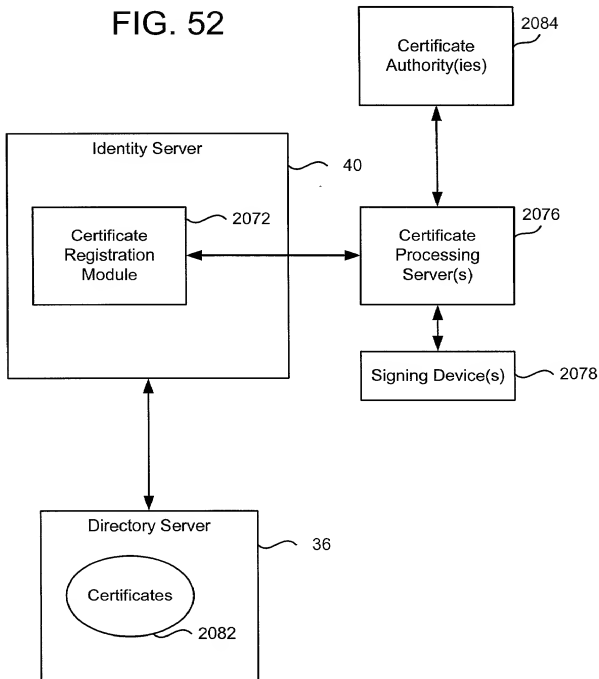 FIG. 52
Certificate
Authority(ies)
2084
Identity Server
40
Certificate
Registration
Module
2072
Certificate
Processing
Server(s)
2076
Signing Device(s)
2078
Directory Server
36
Certificates
2082